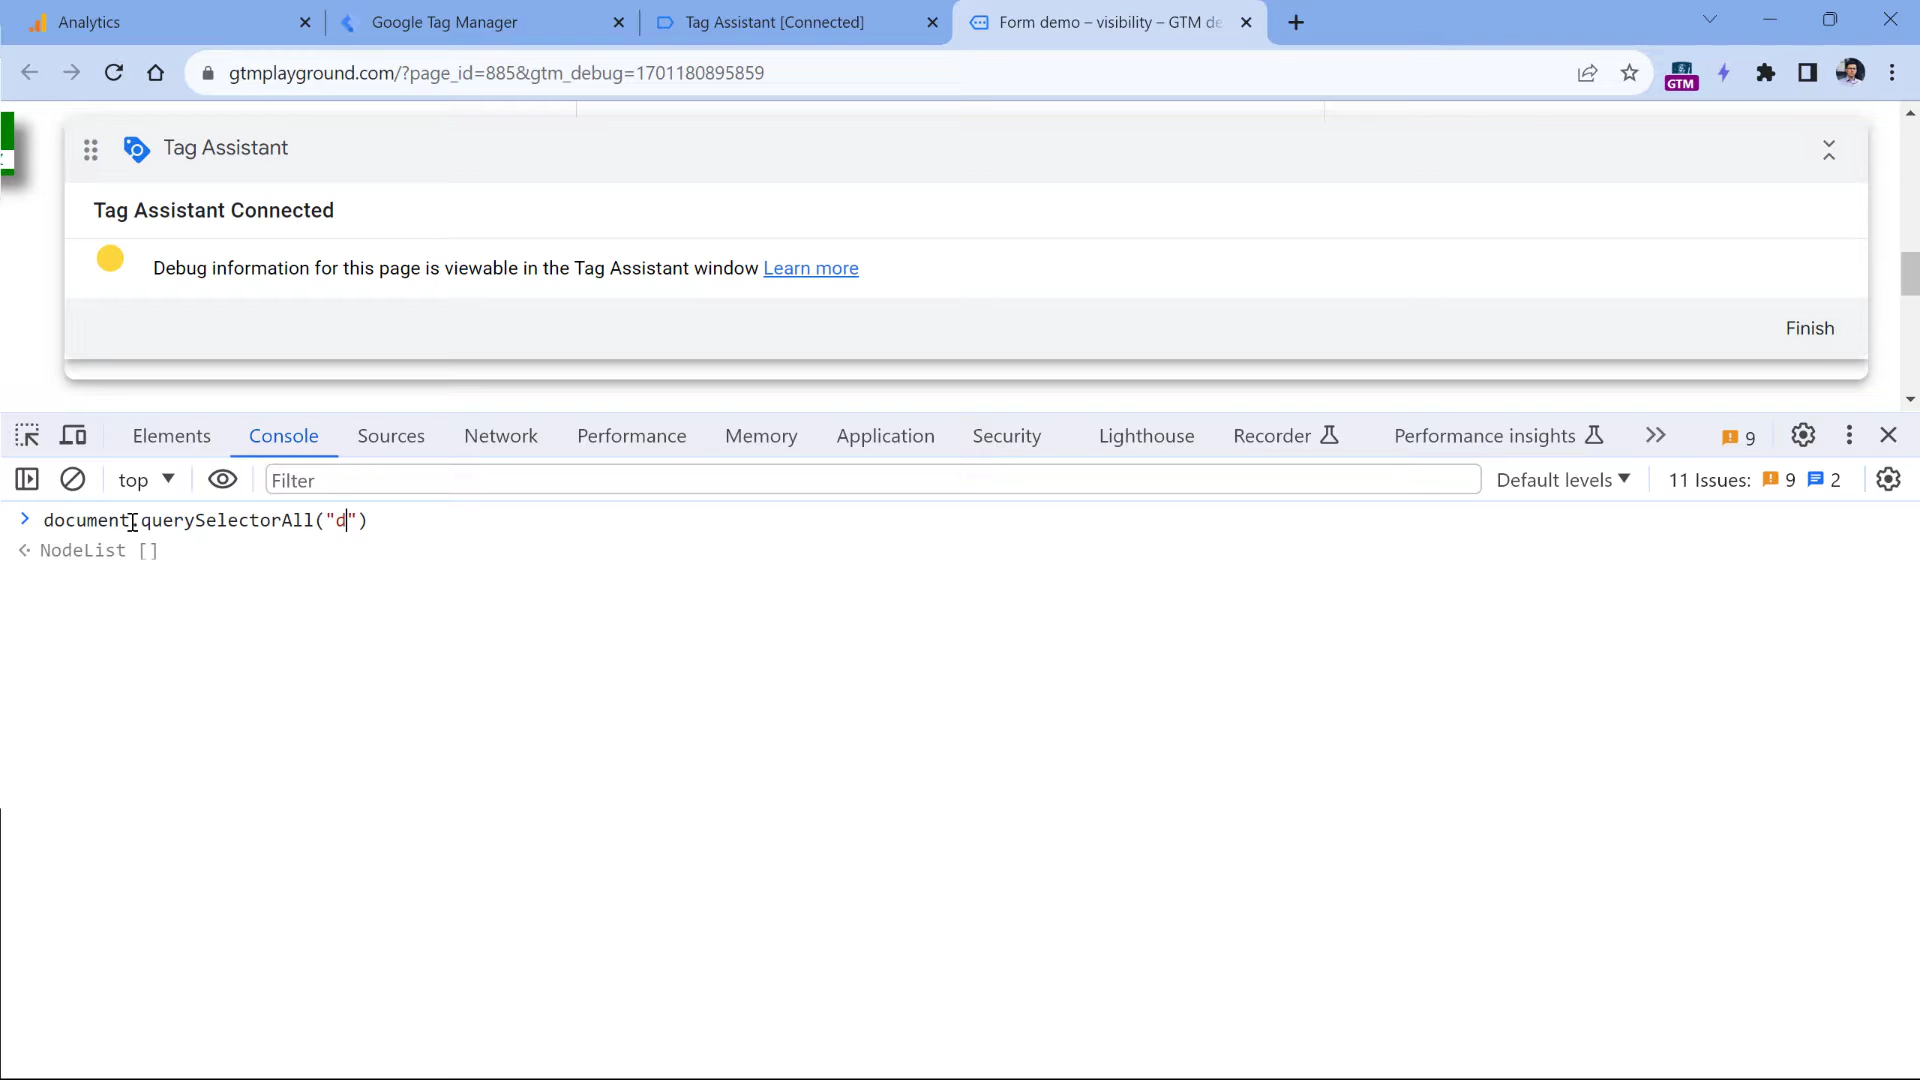 Analytics
Google Tag Manager
Tag Assistant [Connected]
Form demo – visibility – GTM de
gtmplayground.com/?page_id=885&gtm_debug=1701180895859
GTM
Tag Assistant
Tag Assistant Connected
Debug information for this page is viewable in the Tag Assistant window Learn more
Finish
Elements Console Sources Network Performance Memory Application Security Lighthouse Recorder Performance insights 9
top Filter Default levels 11 Issues: 9 2
> document.querySelectorAll("d")
NodeList []